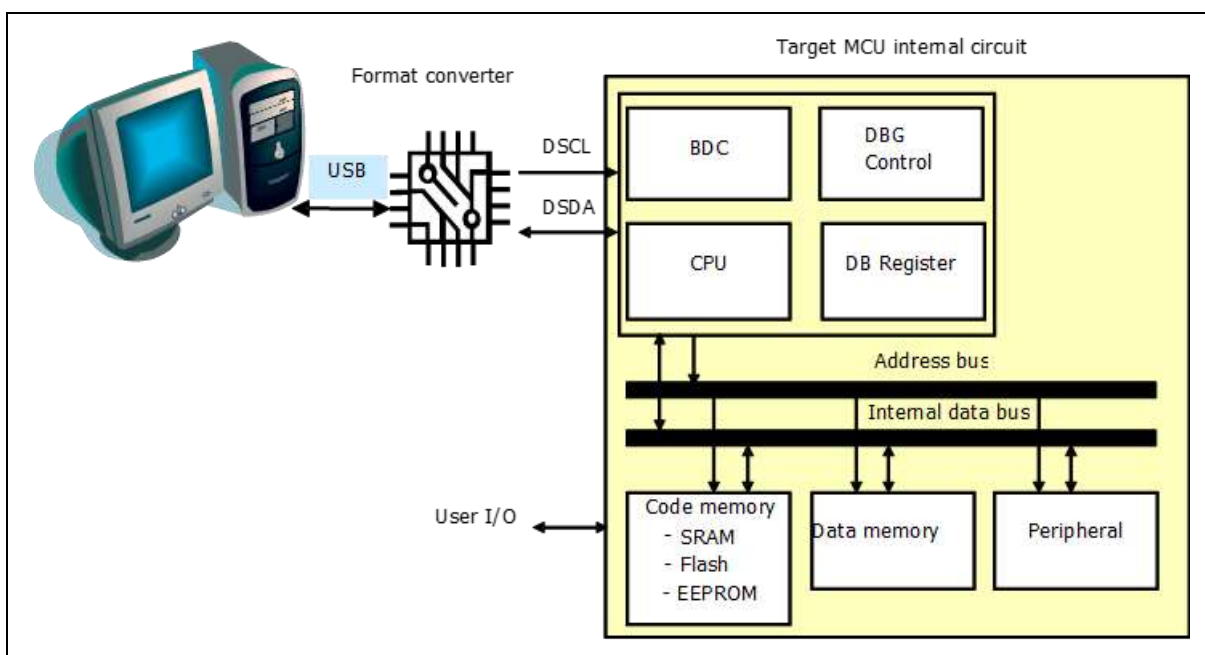 Target MCU internal circuit
Format converter
USB
DSCL
DSDA
BDC
DBG
Control
CPU
DB Register
Address bus
Internal data bus
User I/O
Code memory
- SRAM
- Flash
- EEPROM
Data memory
Peripheral